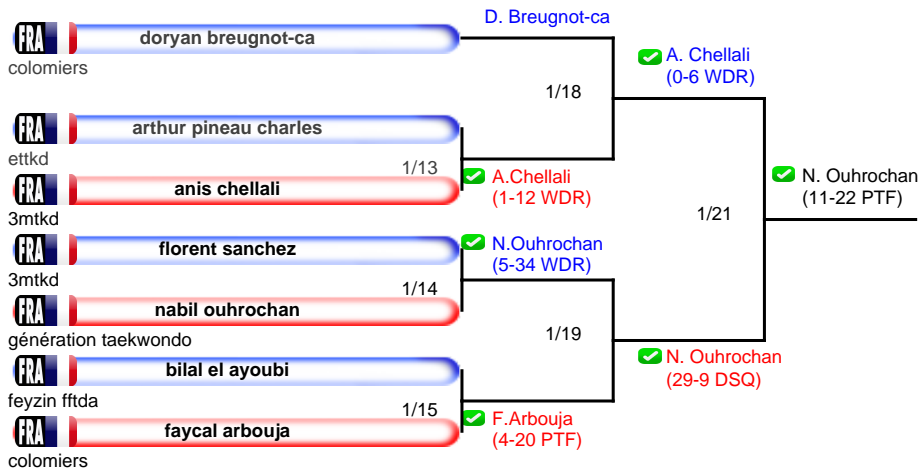 D. Breugnot-ca
FRA doryan breugnot-ca
colomiers
A. Chellali
(0-6 WDR)
1/18
FRA arthur pineau charles
ettkd
1/13
FRA anis chellali
3mtkd
A.Chellali
(1-12 WDR)
N. Ouhrochan
(11-22 PTF)
1/21
FRA florent sanchez
3mtkd
N.Ouhrochan
(5-34 WDR)
1/14
FRA nabil ouhrochan
génération taekwondo
1/19
FRA bilal el ayoubi
feyzin fftda
N. Ouhrochan
(29-9 DSQ)
1/15
FRA faycal arbouja
colomiers
F.Arbouja
(4-20 PTF)